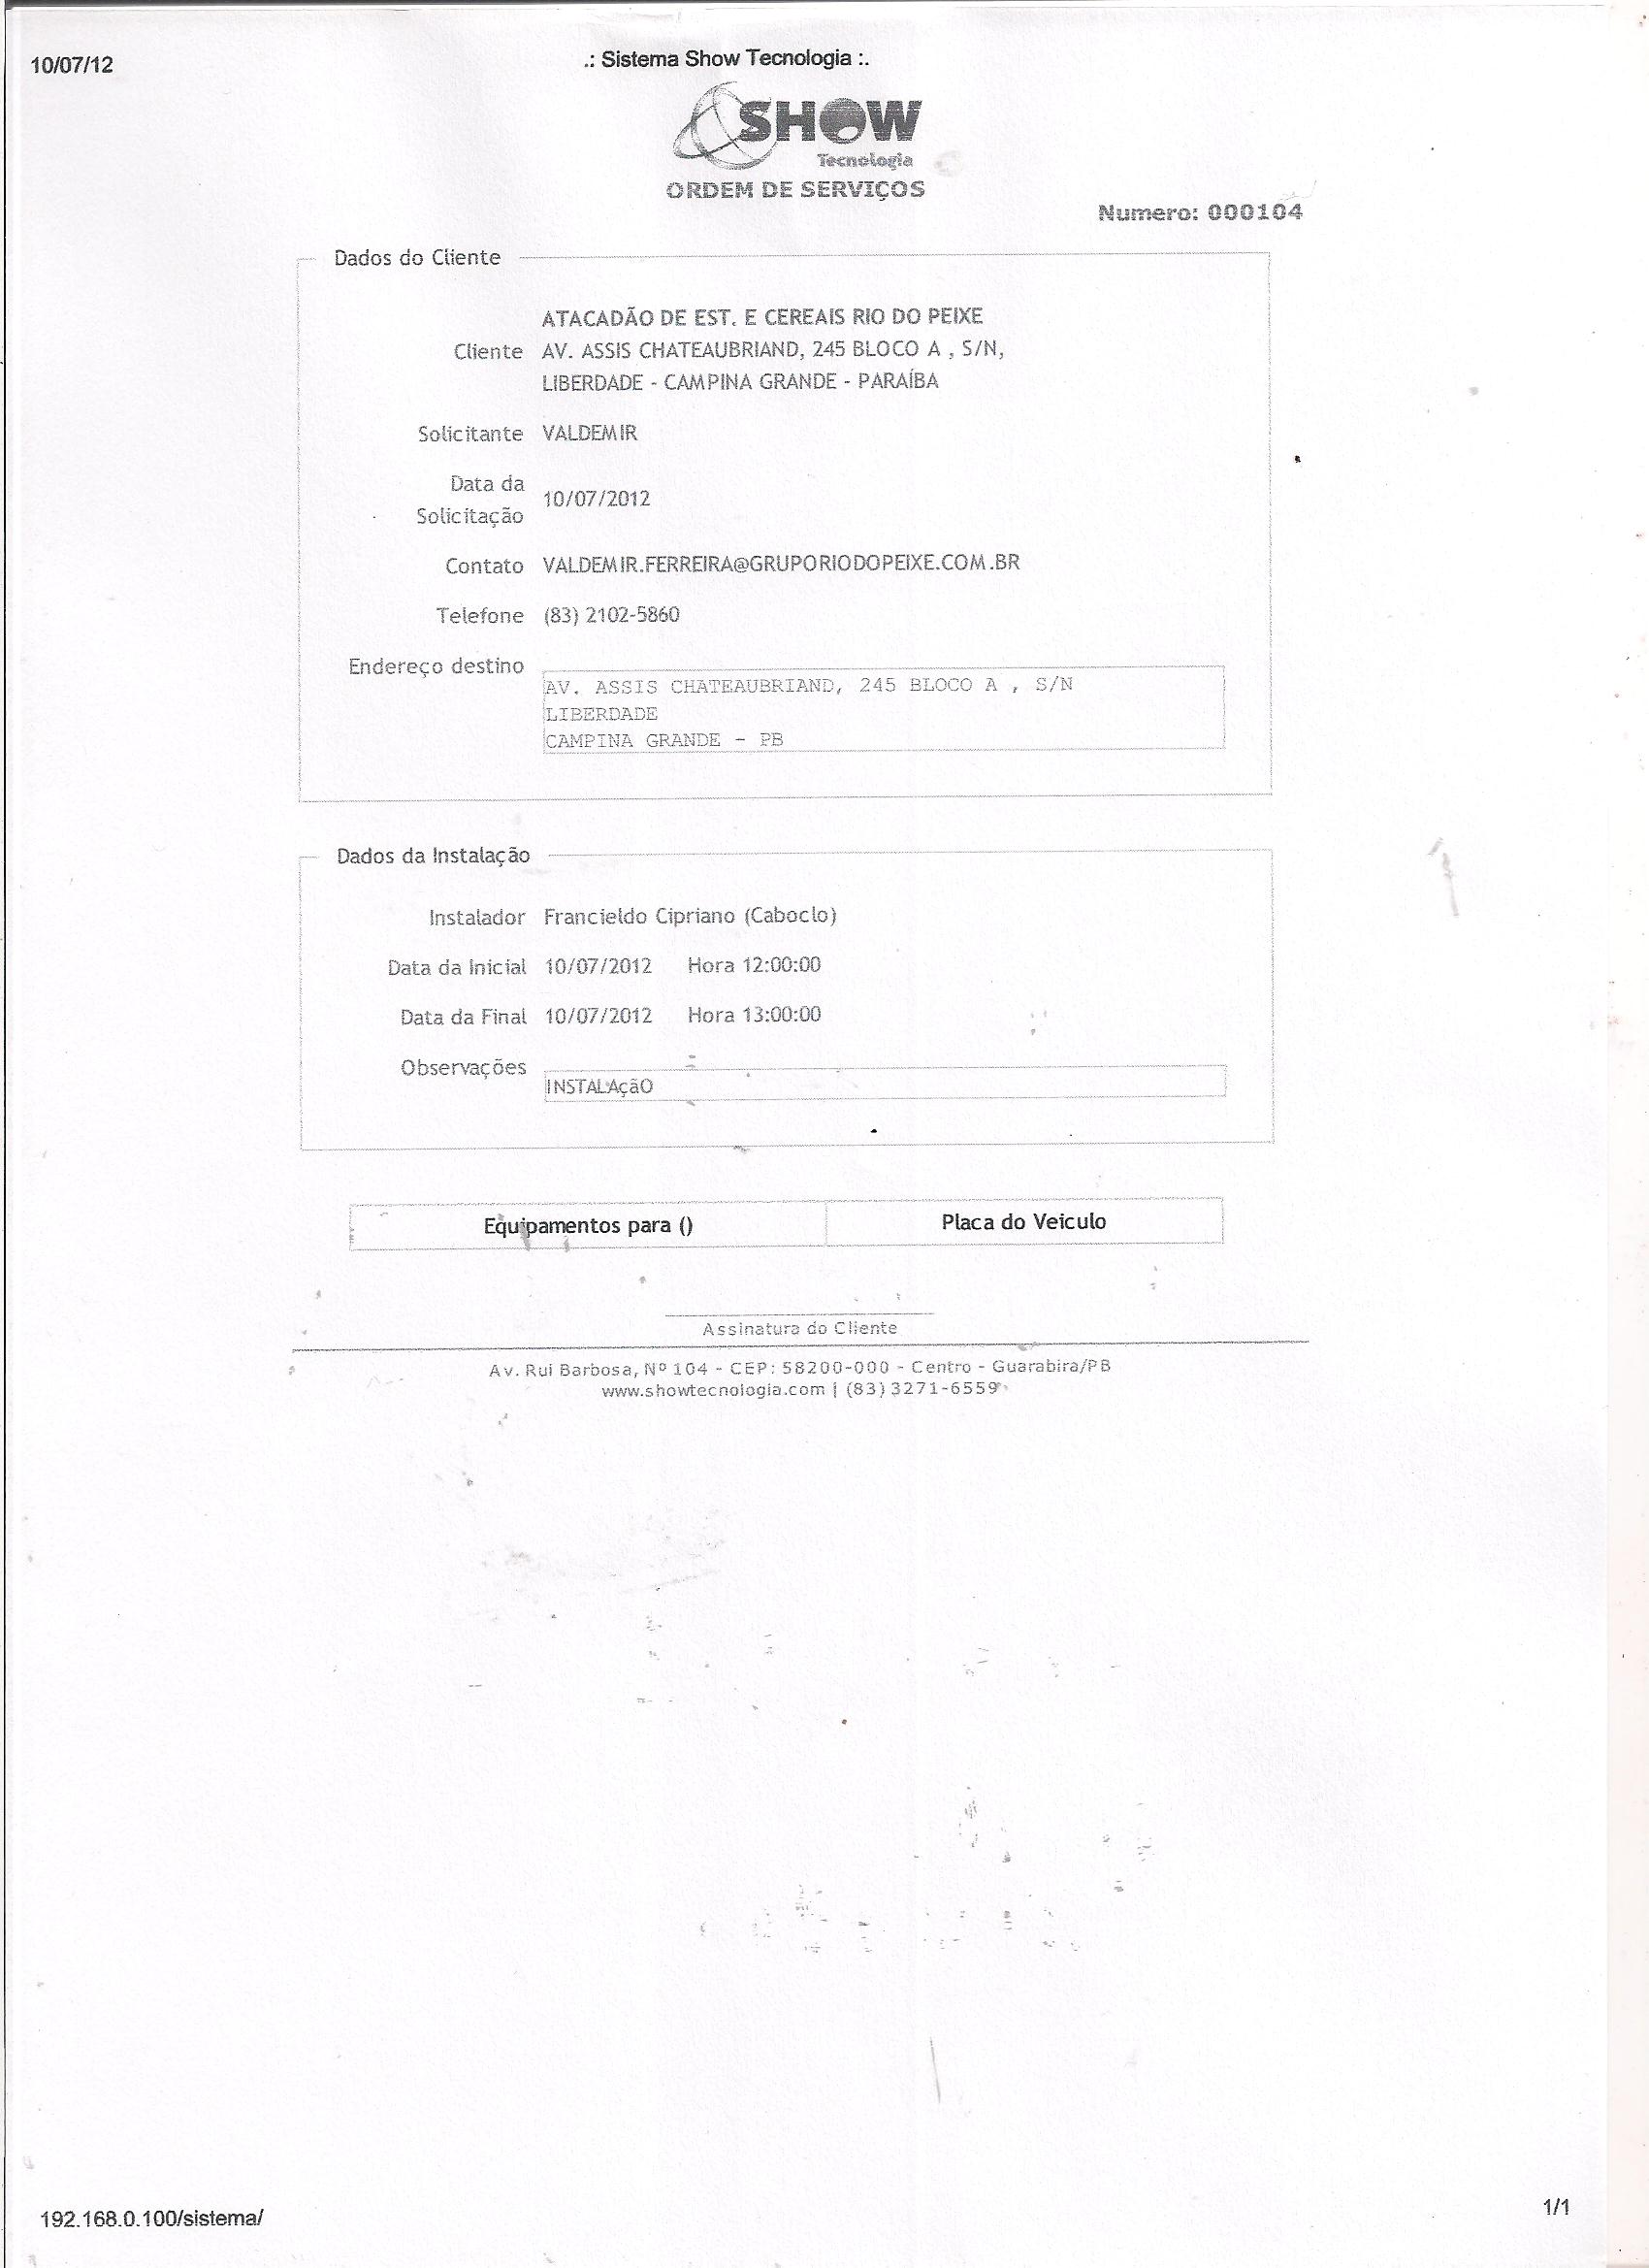 10/07/12
.: Sistema Show Tecnologia :.
SHOW
Tecnologia
ORDEM DE SERVIÇOS
Numero: 000104
Dados do Cliente
ATACADÃO DE EST. E CEREAIS RIO DO PEIXE
Cliente AV. ASSIS CHATEAUBRIAND, 245 BLOCO A , S/N,
LIBERDADE - CAMPINA GRANDE - PARAÍBA
Solicitante VALDEMIR
Data da
Solicitação 10/07/2012
Contato VALDEMIR.FERREIRA@GRUPORIODOPEIXE.COM.BR
Telefone (83) 2102-5860
Endereço destino
AV. ASSIS CHATEAUBRIAND, 245 BLOCO A , S/N
LIBERDADE
CAMPINA GRANDE - PB
Dados da Instalação
Instalador Francieldo Cipriano (Caboclo)
Data da Inicial 10/07/2012 Hora 12:00:00
Data da Final 10/07/2012 Hora 13:00:00
Observações
INSTALAçãO
Equipamentos para () Placa do Veiculo
Assinatura do Cliente
Av. Rui Barbosa, Nº 104 - CEP: 58200-000 - Centro - Guarabira/PB
www.showtecnologia.com | (83) 3271-6559
192.168.0.100/sistema/
1/1